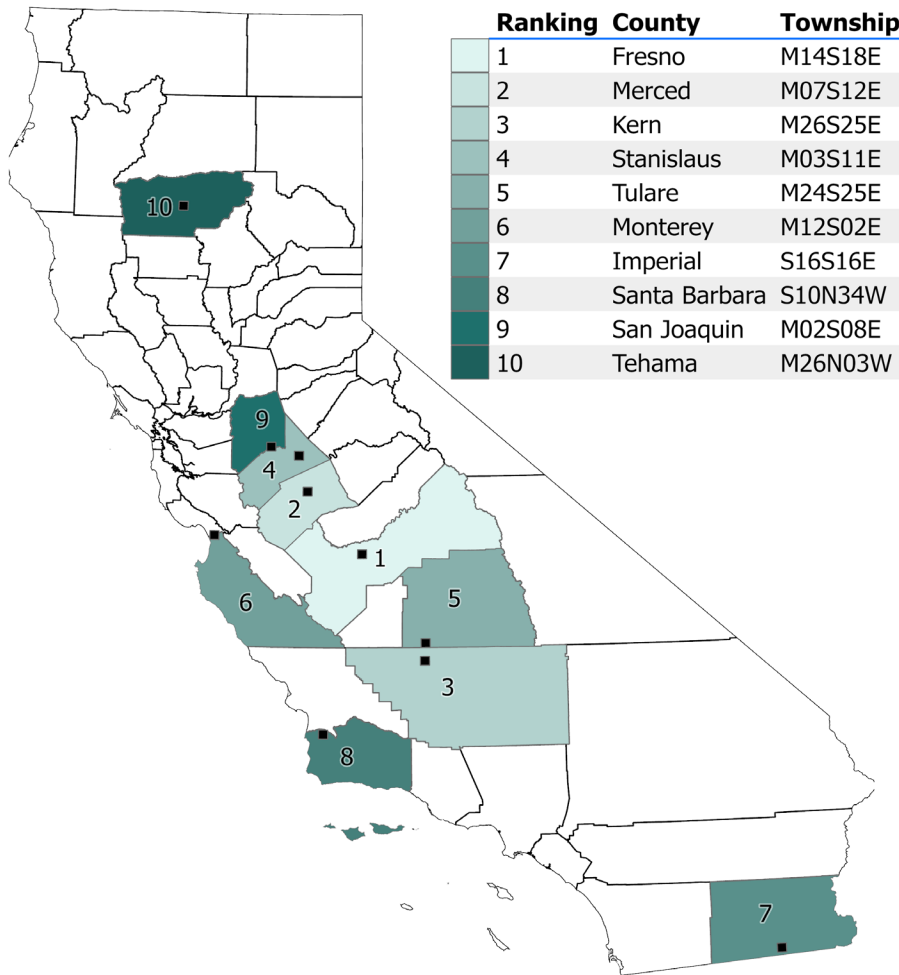 Ranking County Township
1 Fresno M14S18E
2 Merced M07S12E
3 Kern M26S25E
4 Stanislaus M03S11E
5 Tulare M24S25E
6 Monterey M12S02E
7 Imperial S16S16E
8 Santa Barbara S10N34W
9 San Joaquin M02S08E
10 Tehama M26N03W
10
9
4
2
1
6
5
3
8
7